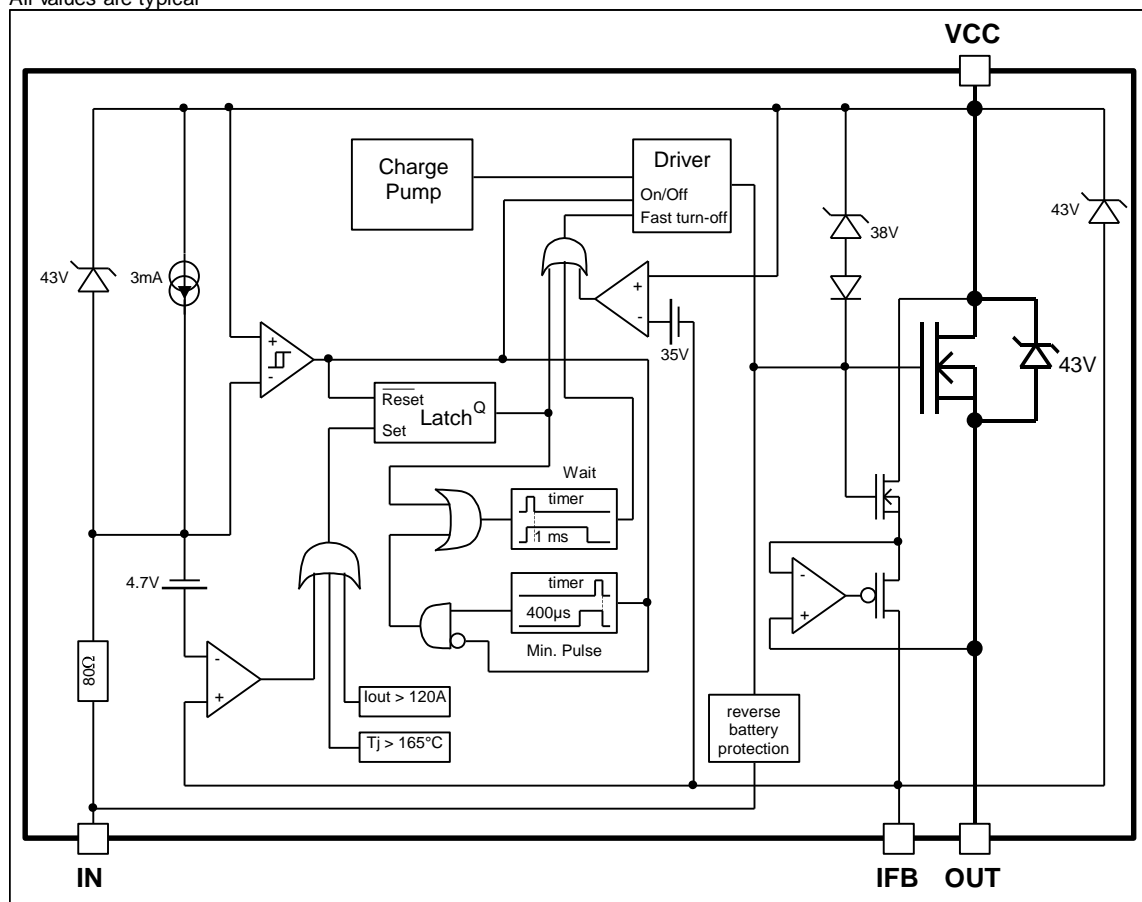 All values are typical
VCC
Charge
Pump
Driver
On/Off
Fast turn-off
43V
3mA
38V
43V
+
-
+
-
35V
43V
Reset
Latch
Q
Set
Wait
timer
1 ms
4.7V
timer
400µs
Min. Pulse
-
+
-
+
80Ω
Iout > 120A
Tj > 165°C
reverse
battery
protection
IN
IFB
OUT